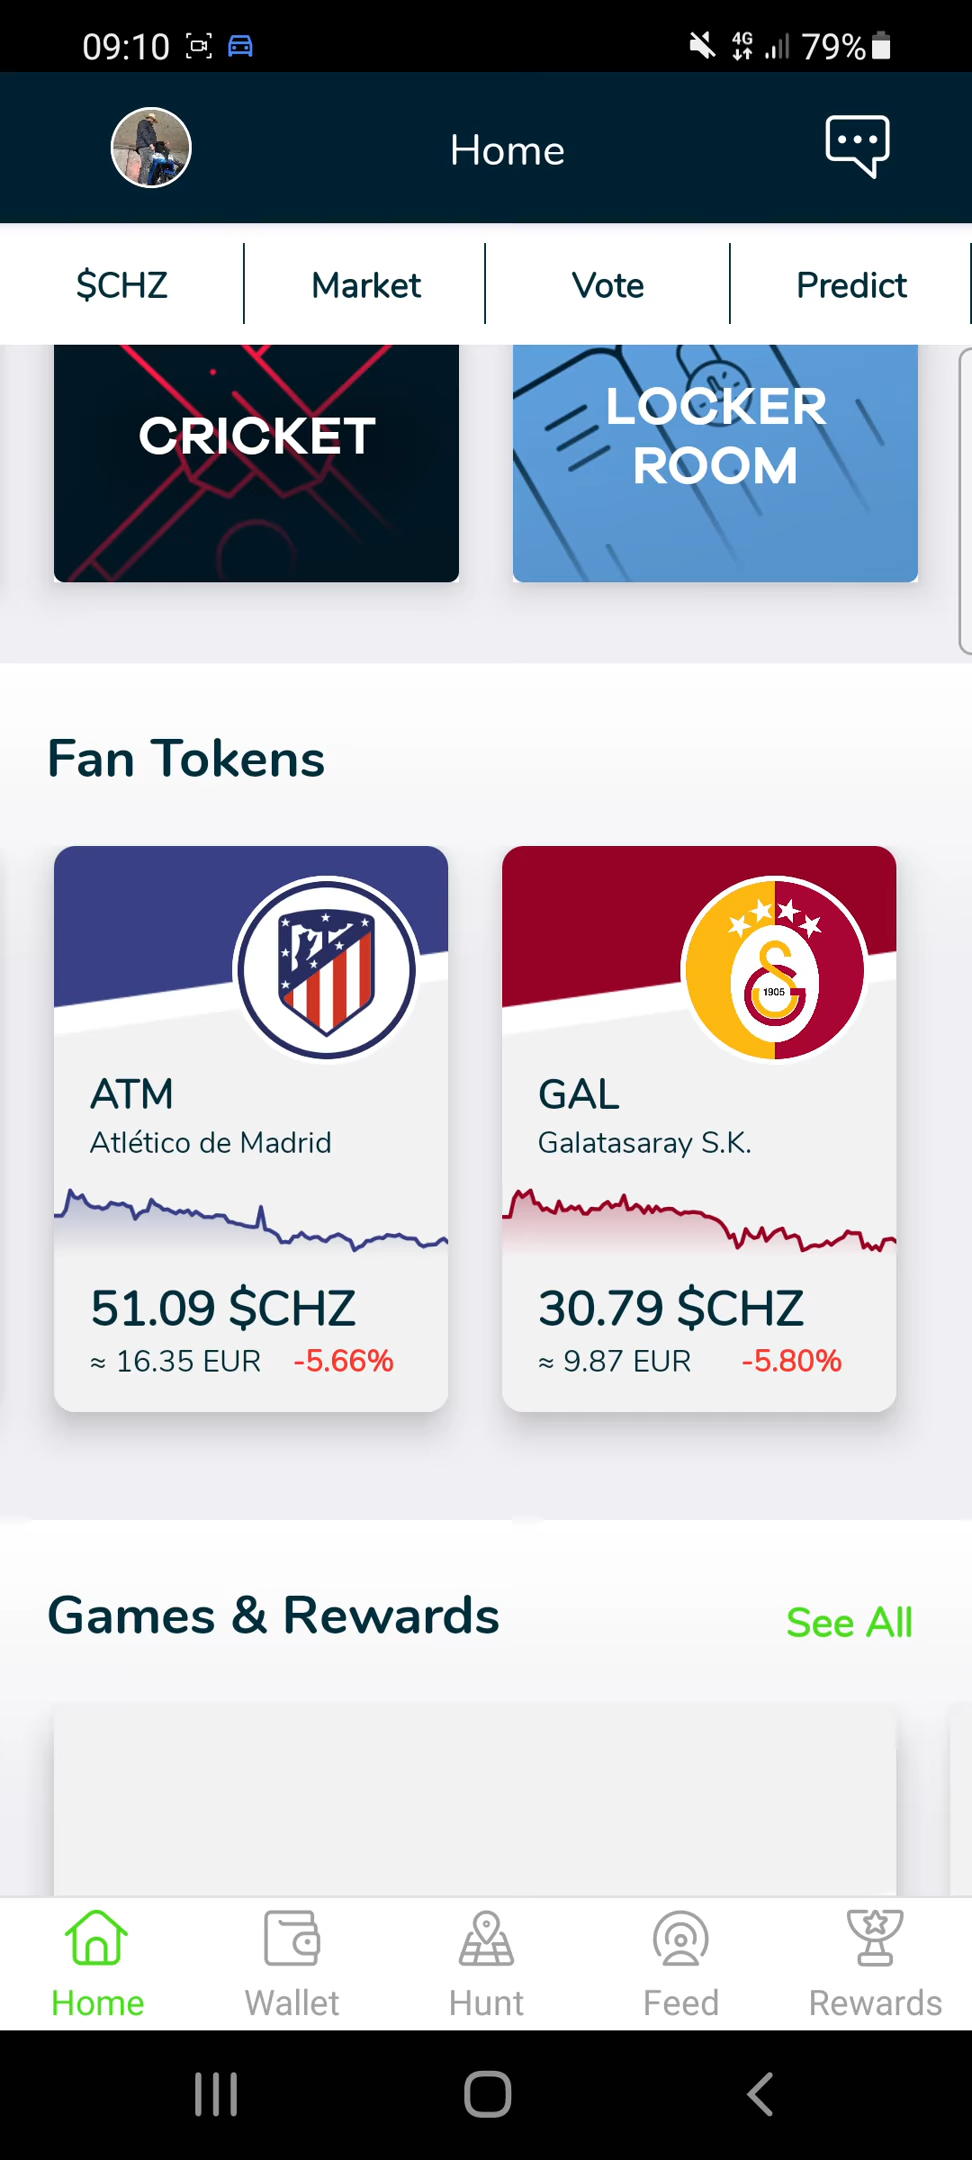 09:10
4G
79%
Home
$CHZ
Market
Vote
Predict
CRICKET
LOCKER
ROOM
Fan Tokens
1905
ATM
Atlético de Madrid
51.09 $CHZ
≈ 16.35 EUR -5.66%
GAL
Galatasaray S.K.
30.79 $CHZ
≈ 9.87 EUR -5.80%
Games & Rewards
See All
Home
Wallet
Hunt
Feed
Rewards